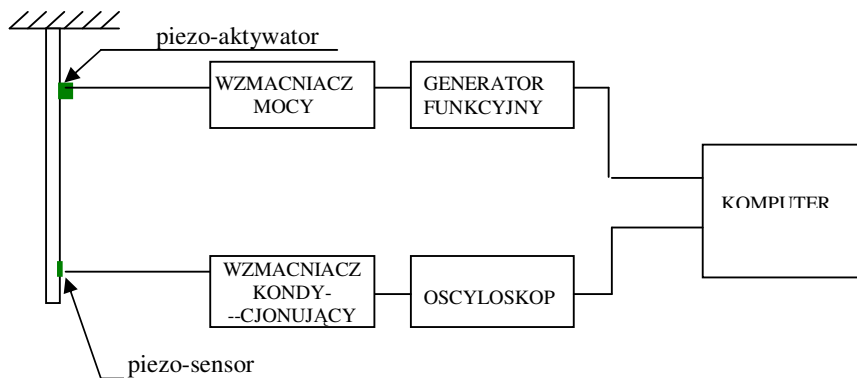 piezo-aktywator
WZMACNIACZ
MOCY
GENERATOR
FUNKCYJNY
KOMPUTER
WZMACNIACZ
KONDY-
--CJONUJĄCY
OSCYLOSKOP
piezo-sensor